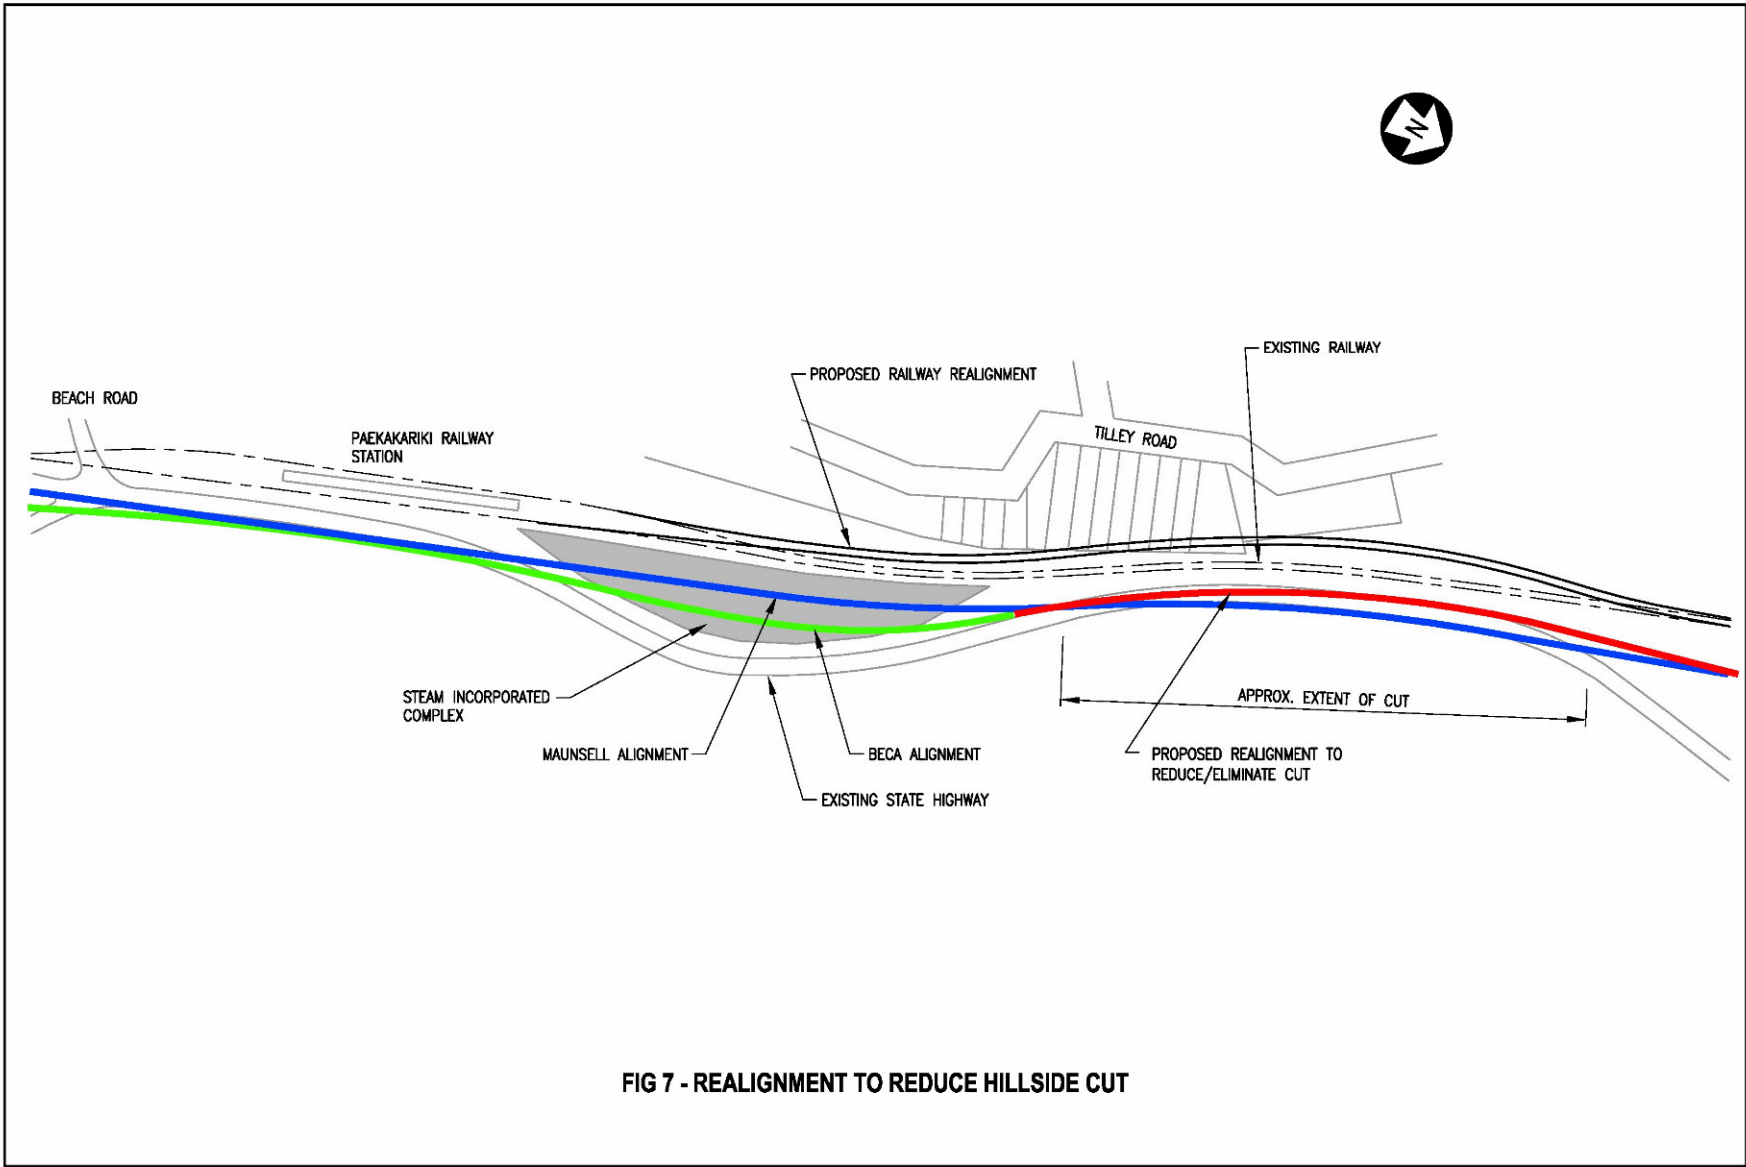 N
EXISTING RAILWAY
PROPOSED RAILWAY REALIGNMENT
BEACH ROAD
PAEKAKARIKI RAILWAY
STATION
TILLEY ROAD
STEAM INCORPORATED
COMPLEX
APPROX. EXTENT OF CUT
MAUNSELL ALIGNMENT
BECA ALIGNMENT
PROPOSED REALIGNMENT TO
REDUCE/ELIMINATE CUT
EXISTING STATE HIGHWAY
FIG 7 - REALIGNMENT TO REDUCE HILLSIDE CUT